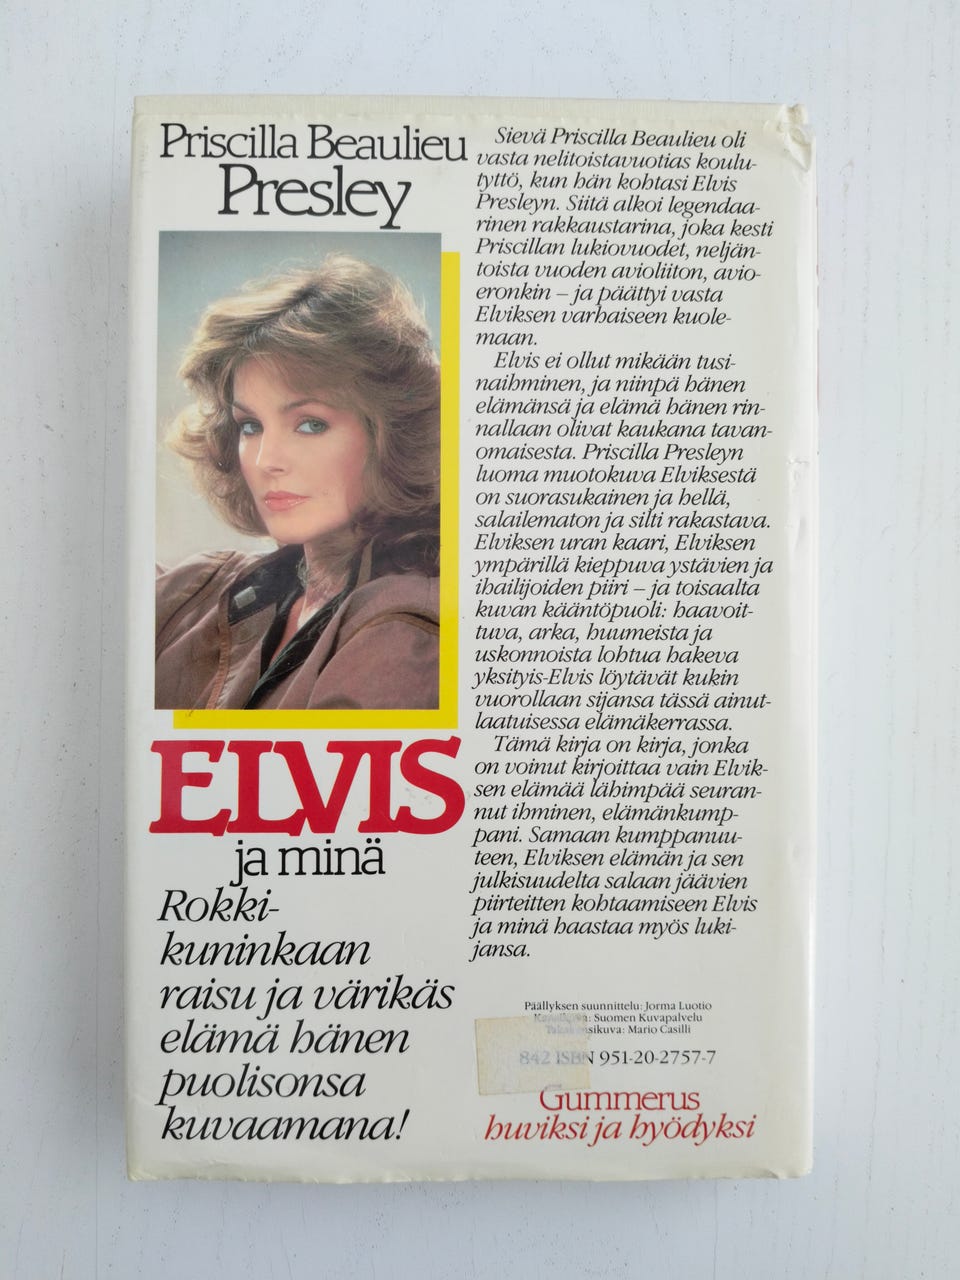 Priscilla Beaulieu
Presley
ELVIS
ja minä
Rokki-
kuninkaan
raisu ja värikäs
elämä hänen
puolisonsa
kuvaamana!
Sievä Priscilla Beaulieu oli
vasta nelitoistavuotias koulu-
tyttö, kun hän kohtasi Elvis
Presleyn. Siitä alkoi legendaa-
rinen rakkaustarina, joka kesti
Priscillan lukiovuodet, neljän-
toista vuoden avioliiton, avio-
eronkin – ja päättyi vasta
Elviksen varhaiseen kuole-
maan.
Elvis ei ollut mikään tusi-
naihminen, ja niinpä hänen
elämänsä ja elämä hänen rin-
nallaan olivat kaukana tavan-
omaisesta. Priscilla Presleyn
luoma muotokuva Elviksestä
on suorasukainen ja hellä,
salailematon ja silti rakastava.
Elviksen uran kaari, Elviksen
ympärillä kieppuva ystävien ja
ihailijoiden piiri – ja toisaalta
kuvan kääntöpuoli: haavoit-
tuva, arka, huumeista ja
uskonnoista lohtua hakeva
yksityis-Elvis löytävät kukin
vuorollaan sijansa tässä ainut-
laatuisessa elämäkerrassa.
Tämä kirja on kirja, jonka
on voinut kirjoittaa vain Elvik-
sen elämää lähimpää seuran-
nut ihminen, elämänkump-
pani. Samaan kumppanuu-
teen, Elviksen elämän ja sen
julkisuudelta salaan jäävien
piirteitten kohtaamiseen Elvis
ja minä haastaa myös luki-
jansa.
Päällyksen suunnittelu: Jorma Luotio
Suomen Kuvapalvelu
Takakansikuva: Mario Casilli
842 ISBN 951-20-2757-7
Gummerus
huviksi ja hyödyksi